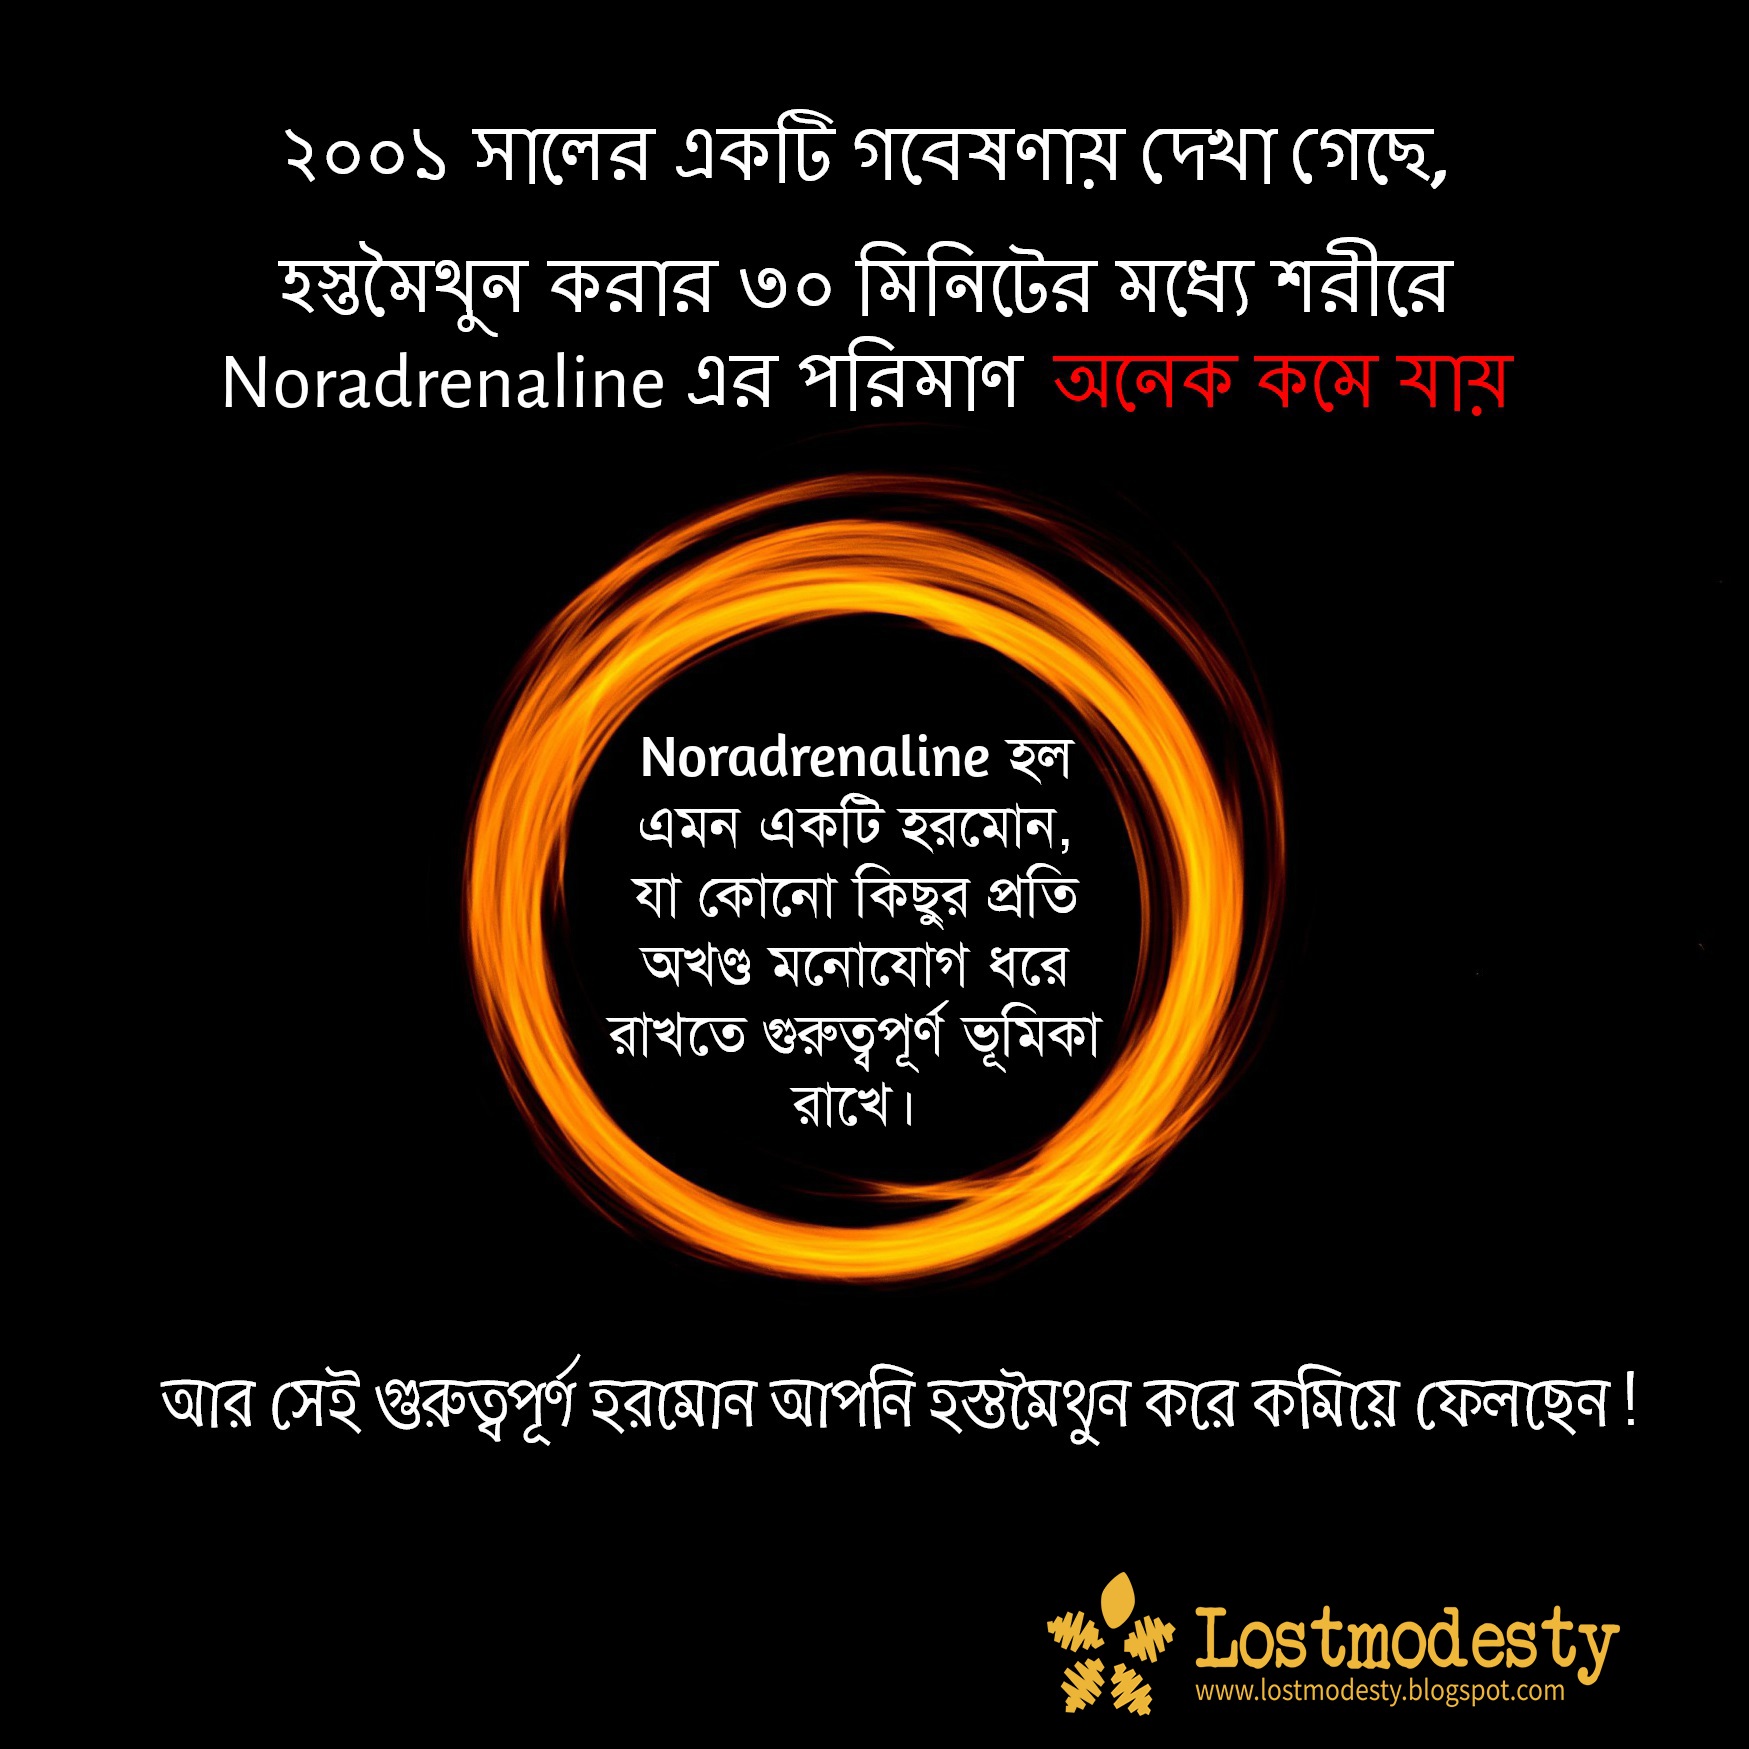 ২০০১ সালের একটি গবেষণায় দেখা গেছে,
হস্তমৈথুন করার ৩০ মিনিটের মধ্যে শরীরে
Noradrenaline এর পরিমাণ অনেক কমে যায়
Noradrenaline হল
এমন একটি হরমোন,
যা কোনো কিছুর প্রতি
অখণ্ড মনোযোগ ধরে
রাখতে গুরুত্বপূর্ণ ভূমিকা
রাখে।
আর সেই গুরুত্বপূর্ণ হরমোন আপনি হস্তমৈথুন করে কমিয়ে ফেলছেন!
Lostmodesty
www.lostmodesty.blogspot.com